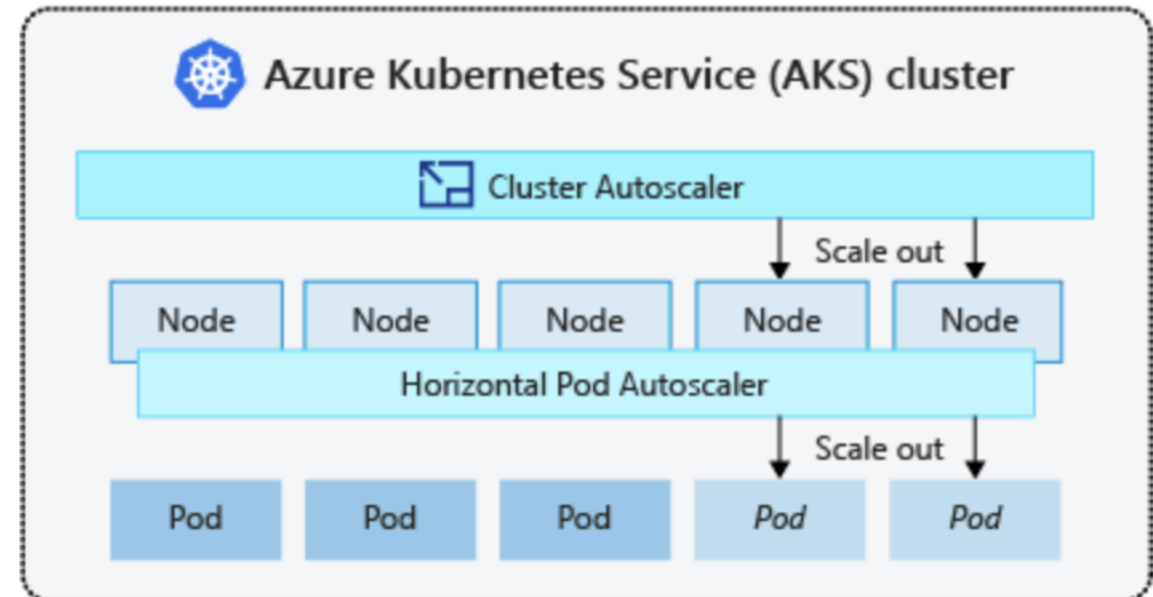 Azure Kubernetes Service (AKS) cluster
Cluster Autoscaler
Scale out
Node Node Node Node Node
Horizontal Pod Autoscaler
Scale out
Pod Pod Pod Pod Pod